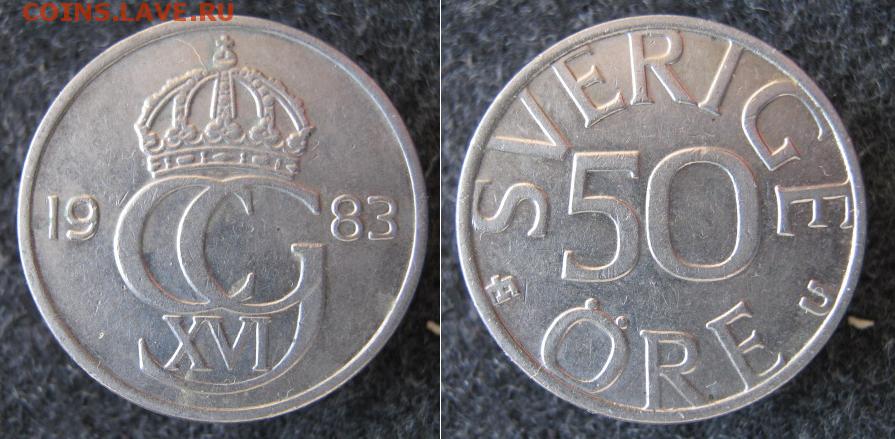 COINS.LAVE.RU
19 83
CG
XVI
SVERIGE
50
ÖRE
U